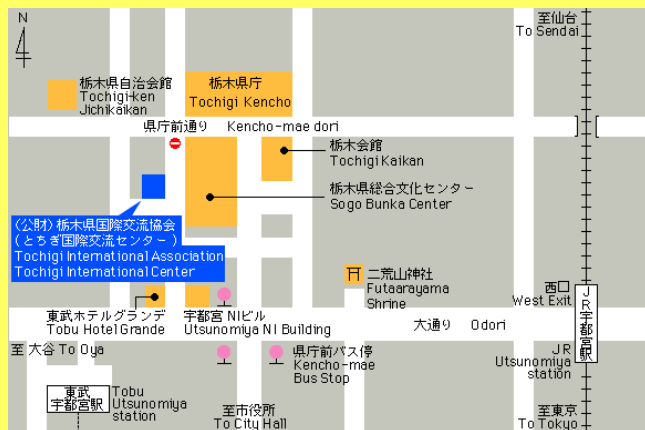 N
至仙台
To Sendai
栃木県自治会館
Tochigi-ken
Jichikaikan
栃木県庁
Tochigi Kencho
県庁前通り Kencho-mae dori
栃木会館
Tochigi Kaikan
栃木県総合文化センター
Sogo Bunka Center
(公財)栃木県国際交流協会
(とちぎ国際交流センター)
Tochigi International Association
Tochigi International Center
二荒山神社
Futaarayama
Shrine
西口
West Exit
JR宇都宮駅
東武ホテルグランデ
Tobu Hotel Grande
宇都宮 NIビル
Utsunomiya NI Building
大通り Odori
至 大谷 To Oya
県庁前バス停
Kencho-mae
Bus Stop
JR
Utsunomiya
station
東武
宇都宮駅
Tobu
Utsunomiya
station
至市役所
To City Hall
至東京
To Tokyo